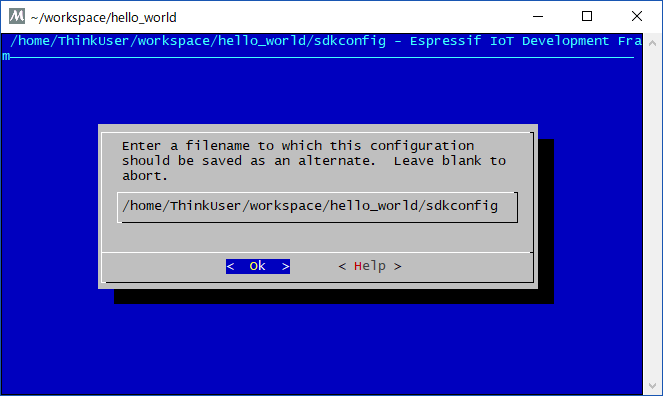 ~/workspace/hello_world
/home/ThinkUser/workspace/hello_world/sdkconfig - Espressif IoT Development Fra
m
Enter a filename to which this configuration
should be saved as an alternate.  Leave blank to
abort.
/home/ThinkUser/workspace/hello_world/sdkconfig
<  Ok  > < Help >